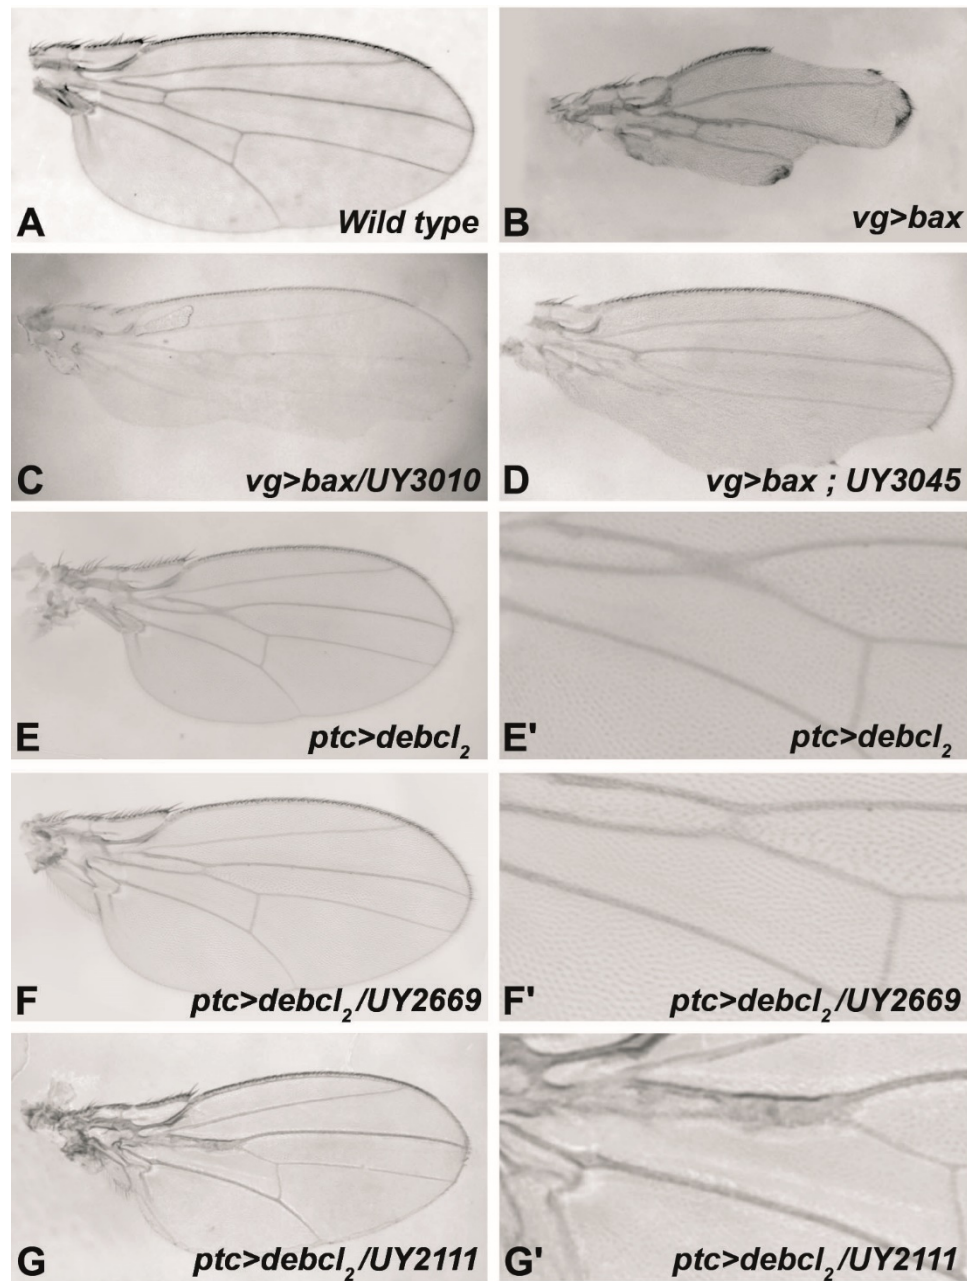 A Wild type
B vg>bax
C vg>bax/UY3010
D vg>bax ; UY3045
E ptc>debcl2
E' ptc>debcl2
F ptc>debcl2/UY2669
F' ptc>debcl2/UY2669
G ptc>debcl2/UY2111
G' ptc>debcl2/UY2111